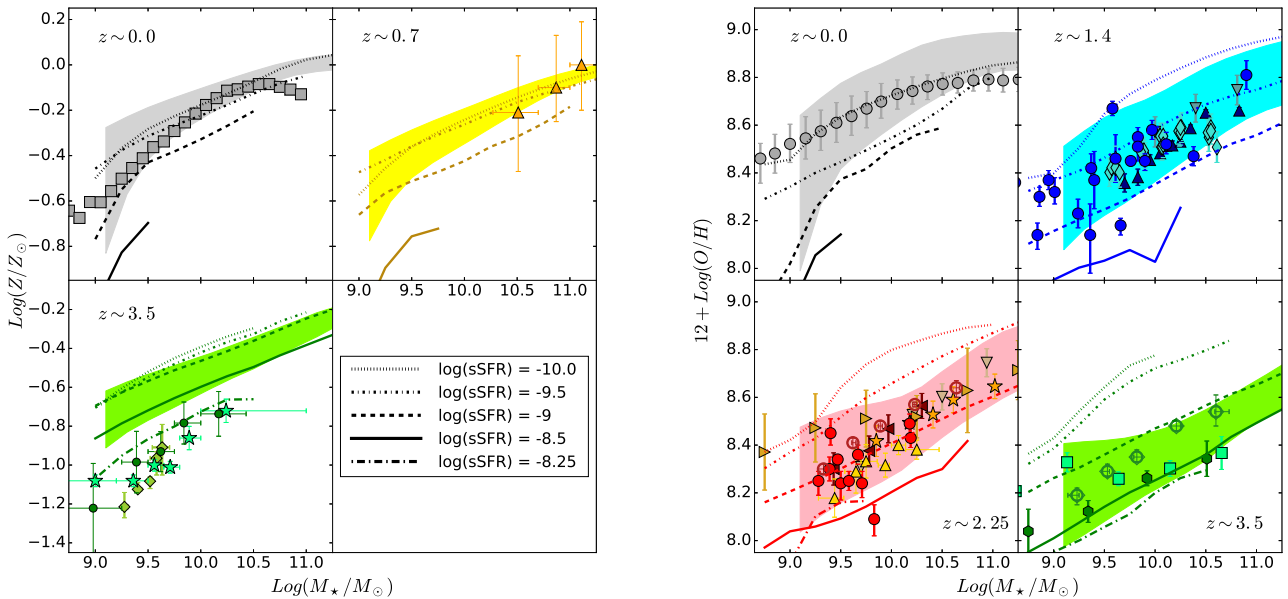 0.2
0.0
−0.2
−0.4
−0.6
−0.8
z ∼ 0.0
z ∼ 0.7
9.0 9.5 10.0 10.5 11.0
Log(Z/Z⊙)
−0.2
−0.4
−0.6
−0.8
−1.0
−1.2
−1.4
z ∼ 3.5
9.0 9.5 10.0 10.5 11.0
Log(M⋆/M⊙)
log(sSFR) = -10.0
log(sSFR) = -9.5
log(sSFR) = -9
log(sSFR) = -8.5
log(sSFR) = -8.25
9.0
8.8
8.6
8.4
8.2
8.0
z ∼ 0.0
z ∼ 1.4
12 + Log(O/H)
9.0
8.8
8.6
8.4
8.2
8.0
z ∼ 2.25
z ∼ 3.5
9.0 9.5 10.0 10.5 11.0
9.0 9.5 10.0 10.5 11.0
Log(M⋆/M⊙)